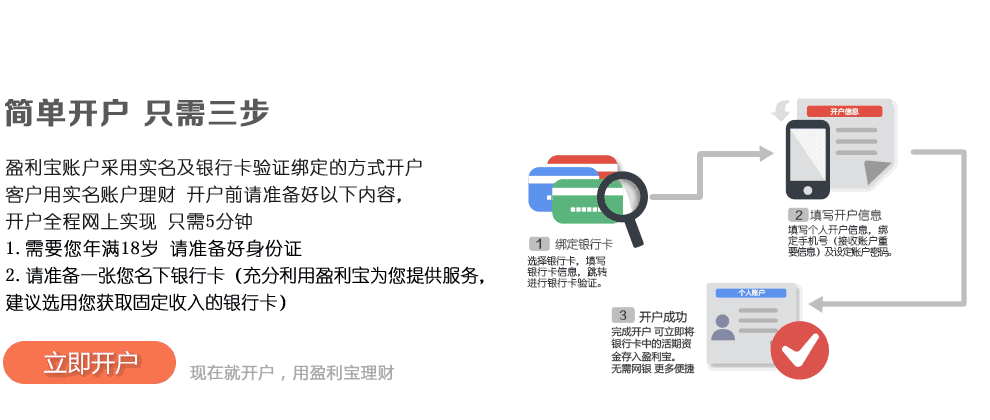 简单开户 只需三步
盈利宝账户采用实名及银行卡验证绑定的方式开户
客户用实名账户理财 开户前请准备好以下内容，
开户全程网上实现 只需5分钟
1.需要您年满18岁 请准备好身份证
2.请准备一张您名下银行卡（充分利用盈利宝为您提供服务，
建议选用您获取固定收入的银行卡）
立即开户
现在就开户，用盈利宝理财
1 绑定银行卡
选择银行卡，填写
银行卡信息，跳转
进行银行卡验证。
开户信息
2 填写开户信息
填写个人开户信息，绑
定手机号（接收账户重
要信息）及设定账户密码。
个人账户
3 开户成功
完成开户 可立即将
银行卡中的活期资
金存入盈利宝。
无需网银 更多便捷